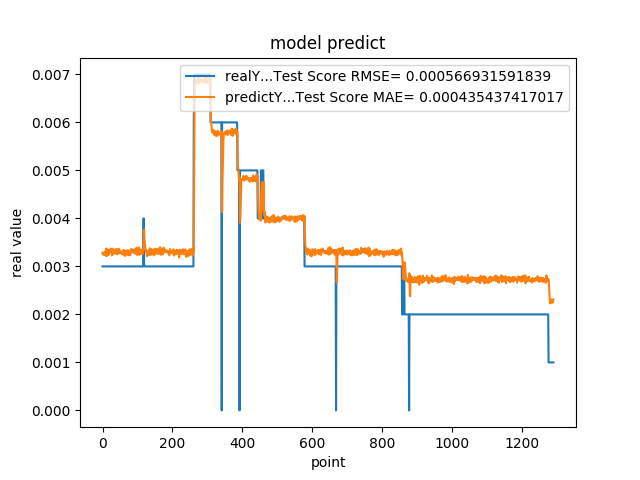 model predict
realY...Test Score RMSE= 0.000566931591839
predictY...Test Score MAE= 0.000435437417017
0.007
0.006
0.005
0.004
0.003
0.002
0.001
0.000
real value
0 200 400 600 800 1000 1200
point